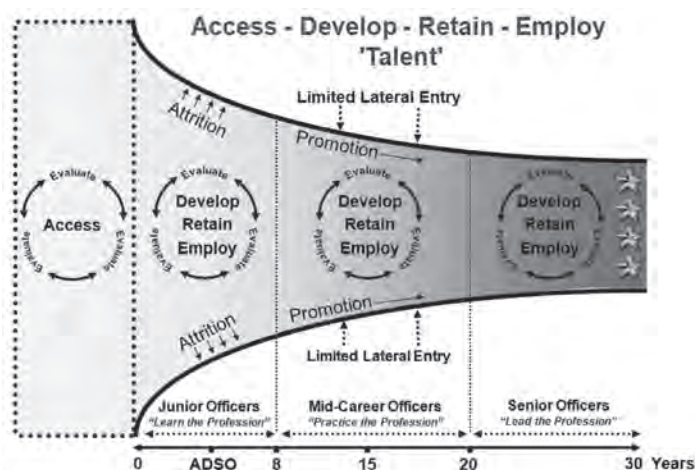 Access - Develop - Retain - Employ
'Talent'
Attrition
Limited Lateral Entry
Promotion
Evaluate
Evaluate
Evaluate
Access
Evaluate
Evaluate
Evaluate
Develop
Retain
Employ
Evaluate
Evaluate
Evaluate
Develop
Retain
Employ
Evaluate
Evaluate
Evaluate
Develop
Retain
Employ
Attrition
Promotion
Limited Lateral Entry
Junior Officers
"Learn the Profession"
Mid-Career Officers
"Practice the Profession"
Senior Officers
"Lead the Profession"
0 ADSO 8 15 20 30 Years